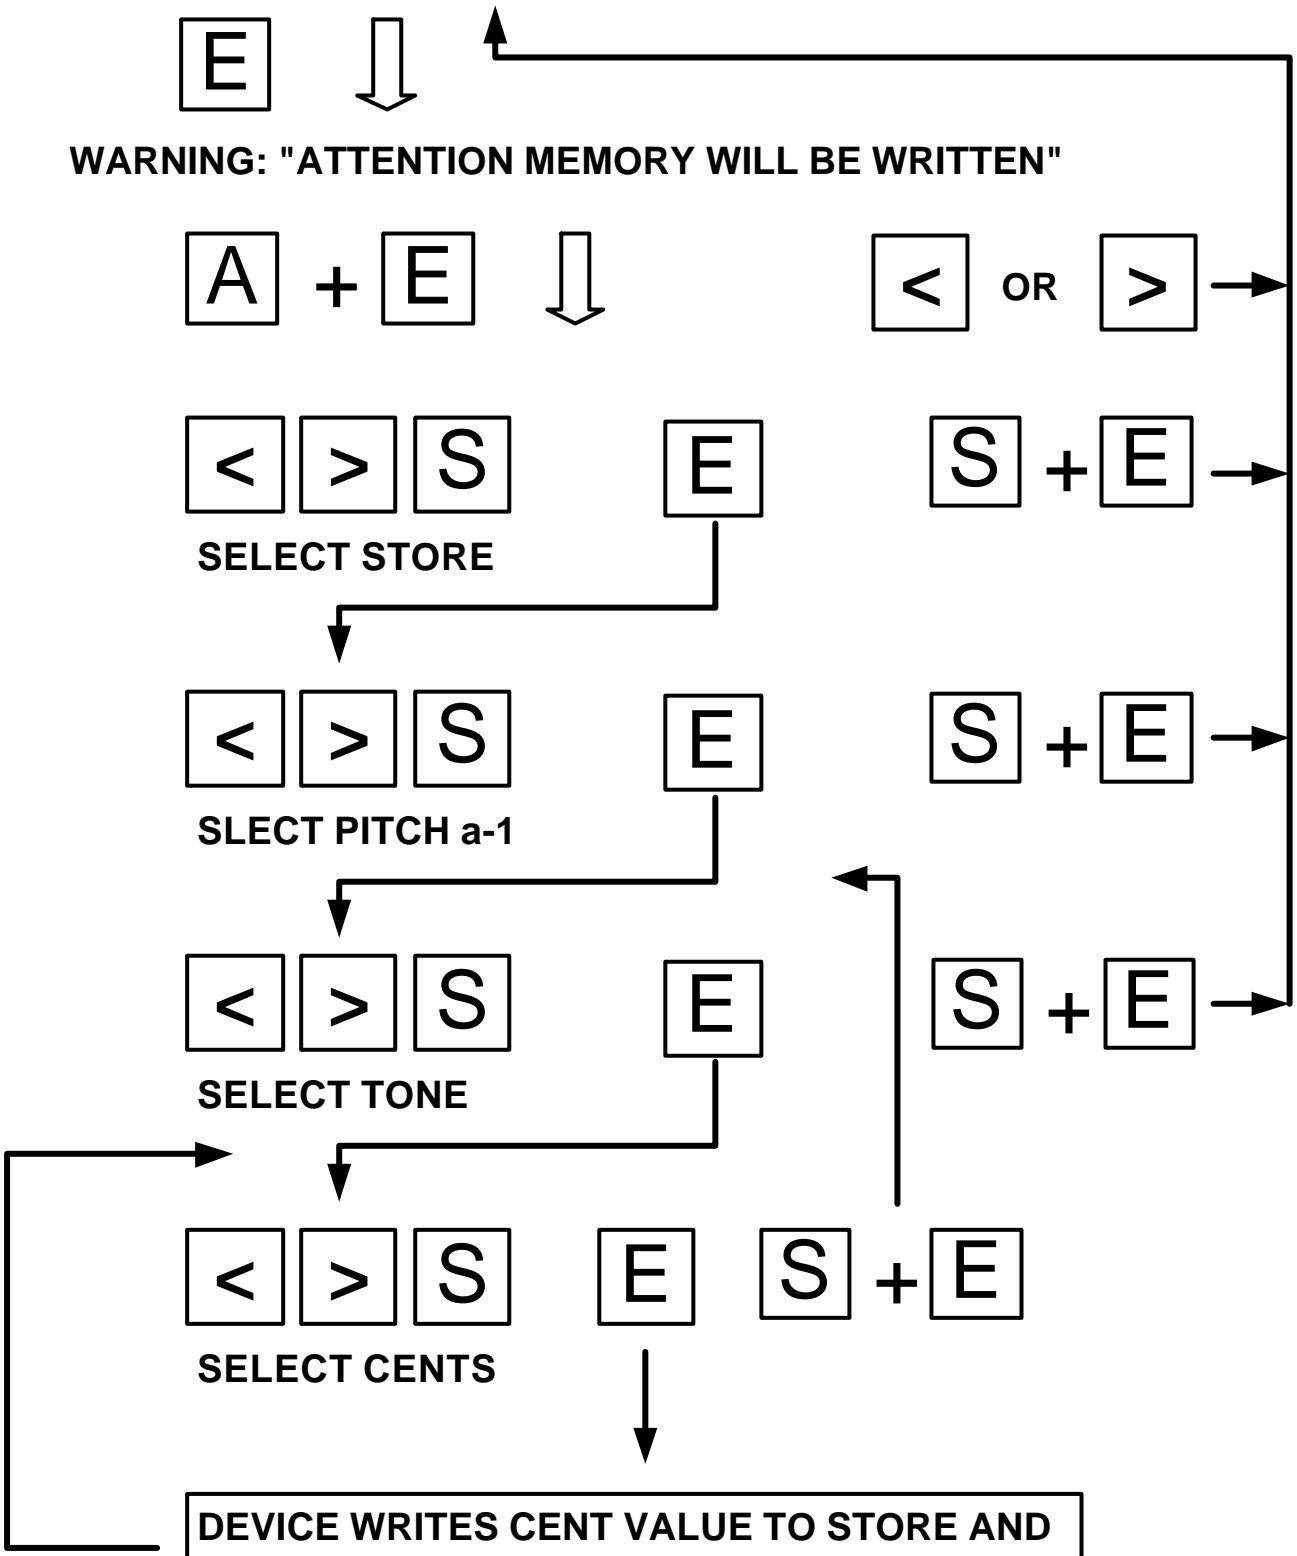 E
WARNING: "ATTENTION MEMORY WILL BE WRITTEN"
A + E < OR >
< > S E S + E
SELECT STORE
< > S E S + E
SLECT PITCH a-1
< > S E S + E
SELECT TONE
< > S E S + E
SELECT CENTS
DEVICE WRITES CENT VALUE TO STORE AND